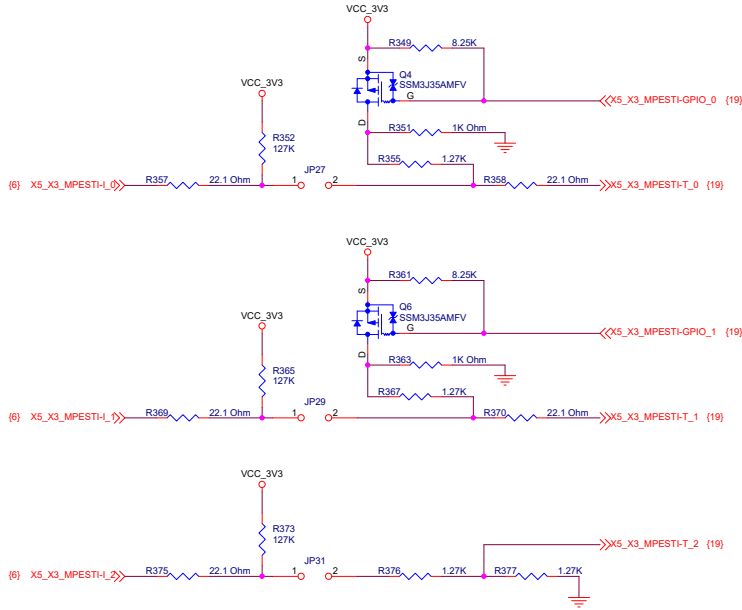 VCC_3V3
R349 8.25K
S
VCC_3V3
Q4
SSM3J35AMFV
G
X5_X3_MPESTI-GPIO_0 {19}
D
R351 1K Ohm
R352
127K
R355 1.27K
JP27
{6} X5_X3_MPESTI-I_0 R357 22.1 Ohm 1 2 R358 22.1 Ohm X5_X3_MPESTI-T_0 {19}
VCC_3V3
R361 8.25K
S
VCC_3V3
Q6
SSM3J35AMFV
G
X5_X3_MPESTI-GPIO_1 {19}
D
R363 1K Ohm
R365
127K
R367 1.27K
JP29
{6} X5_X3_MPESTI-I_1 R369 22.1 Ohm 1 2 R370 22.1 Ohm X5_X3_MPESTI-T_1 {19}
VCC_3V3
R373
127K
X5_X3_MPESTI-T_2 {19}
JP31
{6} X5_X3_MPESTI-I_2 R375 22.1 Ohm 1 2 R376 1.27K R377 1.27K